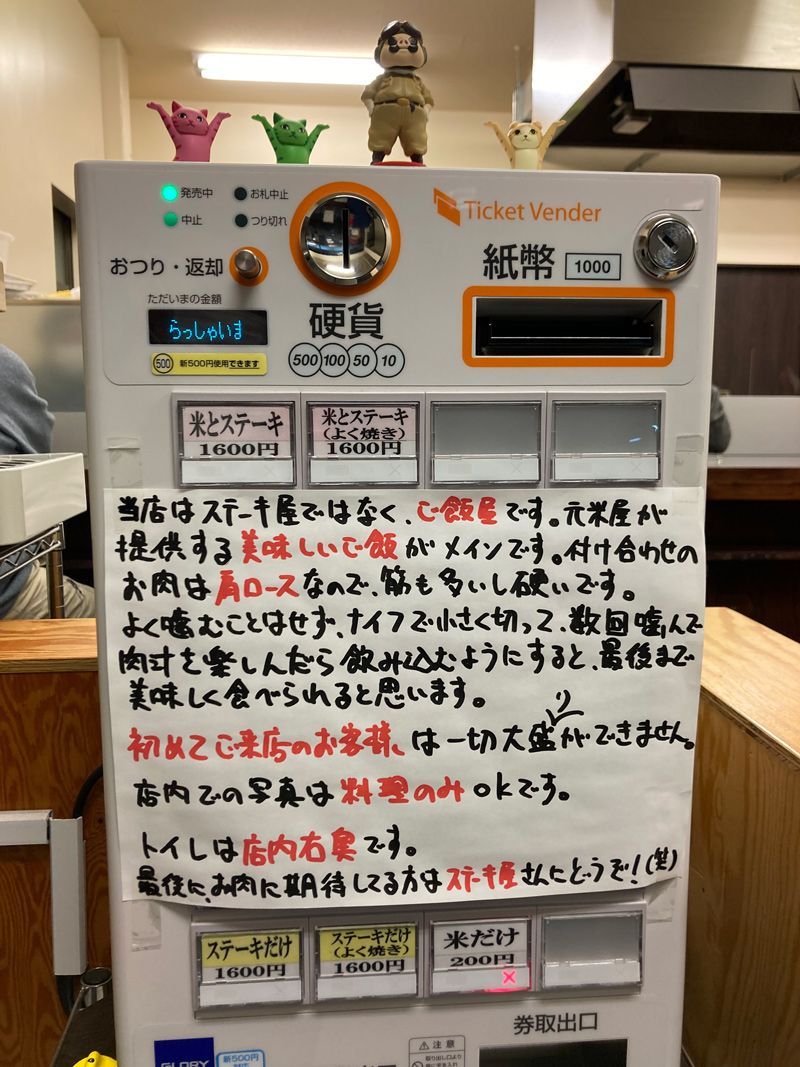 発売中
お札中止
中止
つり切れ
おつり・返却
ただいまの金額
らっしゃいま
500 新500円使用できます
硬貨
500 100 50 10
Ticket Vender
紙幣 1000
米とステーキ
1600円
米とステーキ
(よく焼き)
1600円
当店はステーキ屋ではなく、ご飯屋です。元米屋が
提供する美味しいご飯がメインです。付け合わせの
お肉は肩ロースなので、筋も多いし硬いです。
よく噛むことはせず、ナイフで小さく切って、数回噛んで
肉汁を楽しんだら飲み込むようにすると、最後まで
美味しく食べられると思います。
初めてご来店のお客様、は一切大盛りができません。
店内での写真は料理のみokです。
トイレは店内右奥です。
最後に、お肉に期待してる方はステーキ屋さんにどうぞ!(笑)
ステーキだけ
1600円
ステーキだけ
(よく焼き)
1600円
米だけ
200円
×
券取出口
GLORY
新500円
注意